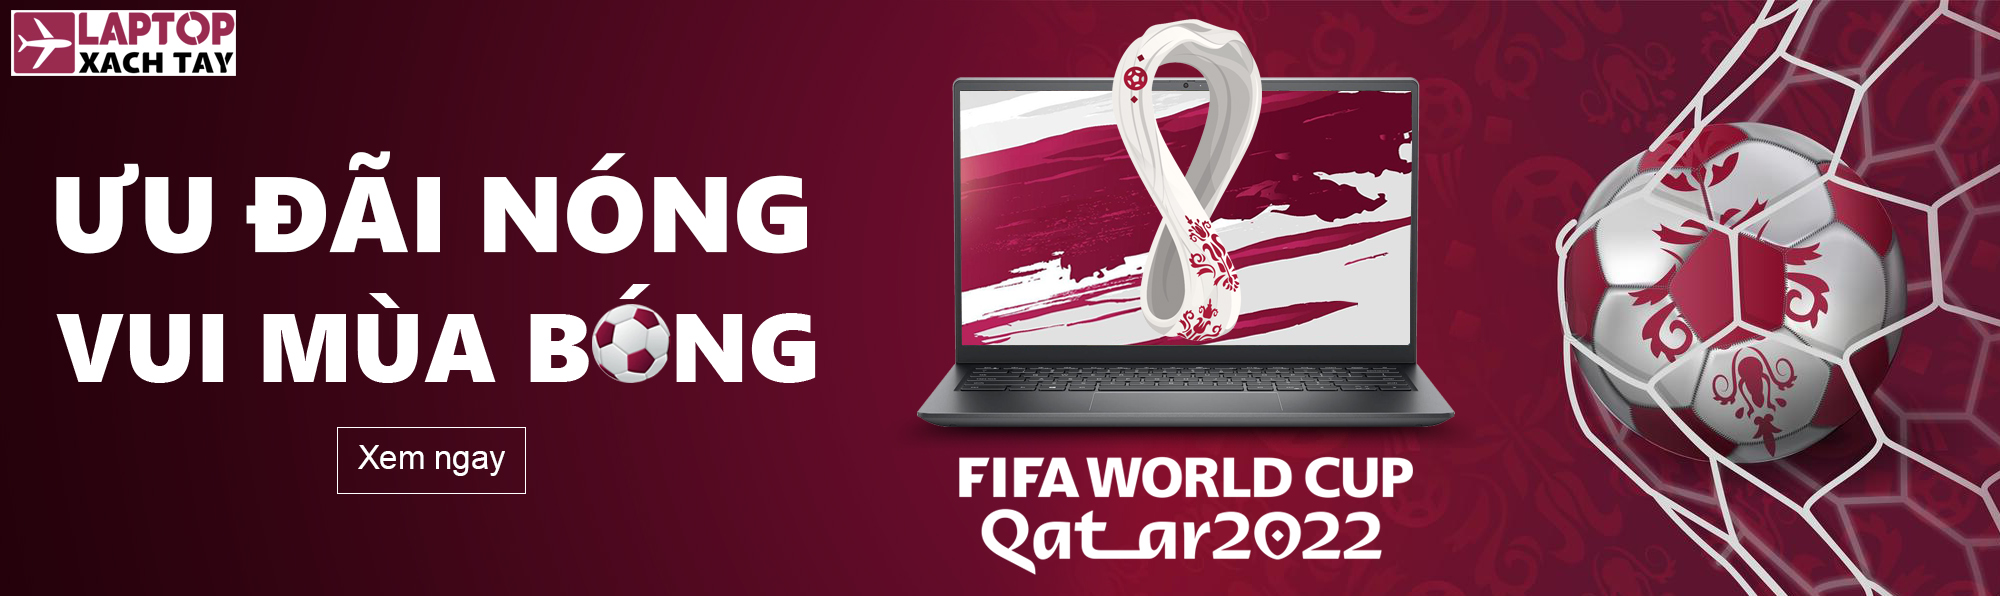 LAPTOP
XACH TAY
ƯU ĐÃI NÓNG
VUI MÙA BÓNG
Xem ngay
FIFA WORLD CUP
Qatar2022